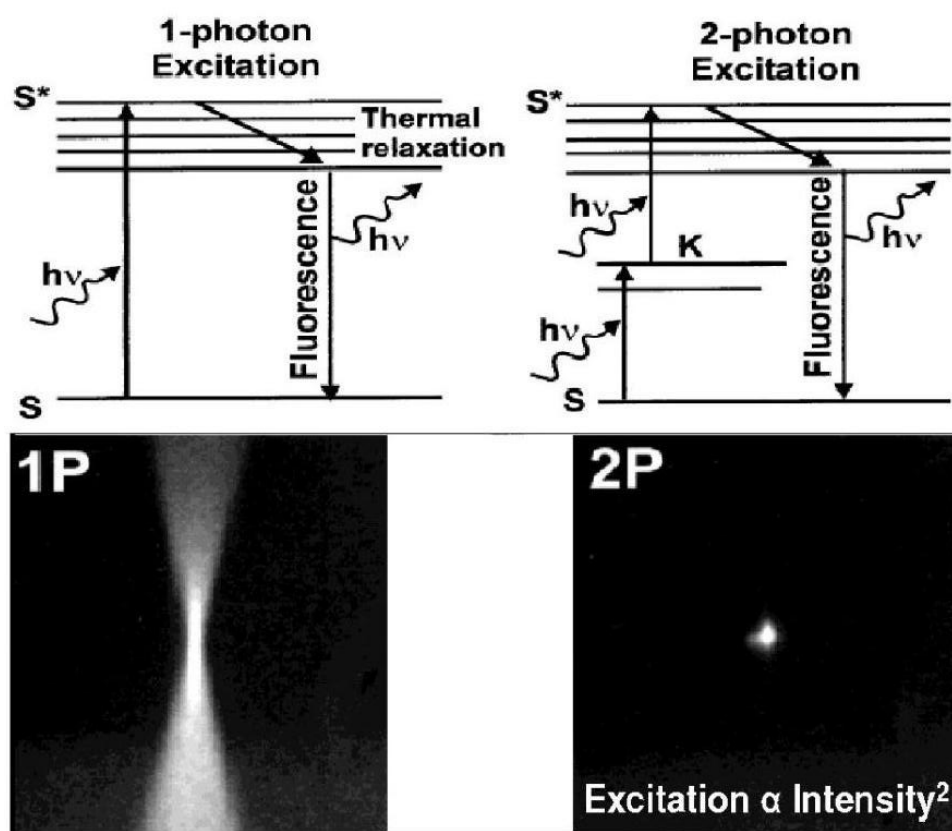 1-photon
Excitation
S*
Thermal
relaxation
hν
Fluorescence
hν
S
2-photon
Excitation
S*
hν
K
Fluorescence
hν
hν
S
1P
2P
Excitation α Intensity²